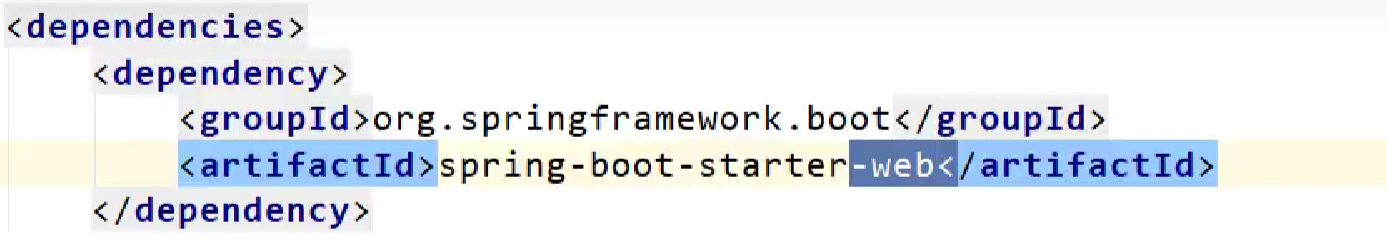 <dependencies>
<dependency>
<groupId>org.springframework.boot</groupId>
<artifactId>spring-boot-starter-web</artifactId>
</dependency>